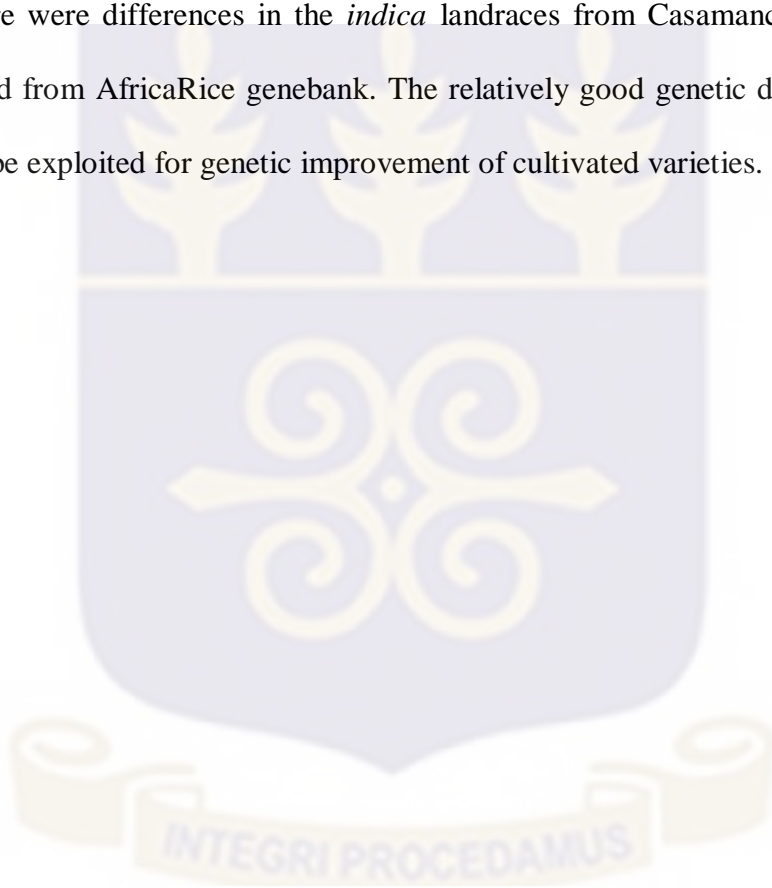 re were differences in the indica landraces from Casamanc
d from AfricaRice genebank. The relatively good genetic d
be exploited for genetic improvement of cultivated varieties.
INTEGRI PROCEDAMUS